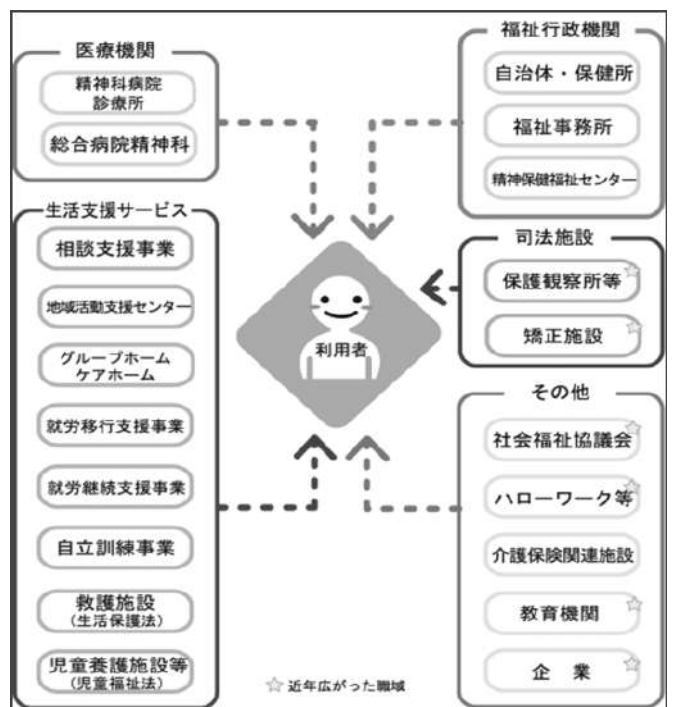 医療機関
精神科病院
診療所
総合病院精神科
生活支援サービス
相談支援事業
地域活動支援センター
グループホーム
ケアホーム
就労移行支援事業
就労継続支援事業
自立訓練事業
救護施設
(生活保護法)
児童養護施設等
(児童福祉法)
利用者
福祉行政機関
自治体・保健所
福祉事務所
精神保健福祉センター
司法施設
保護観察所等
矯正施設
その他
社会福祉協議会
ハローワーク等
介護保険関連施設
教育機関
企 業
☆近年広がった職域